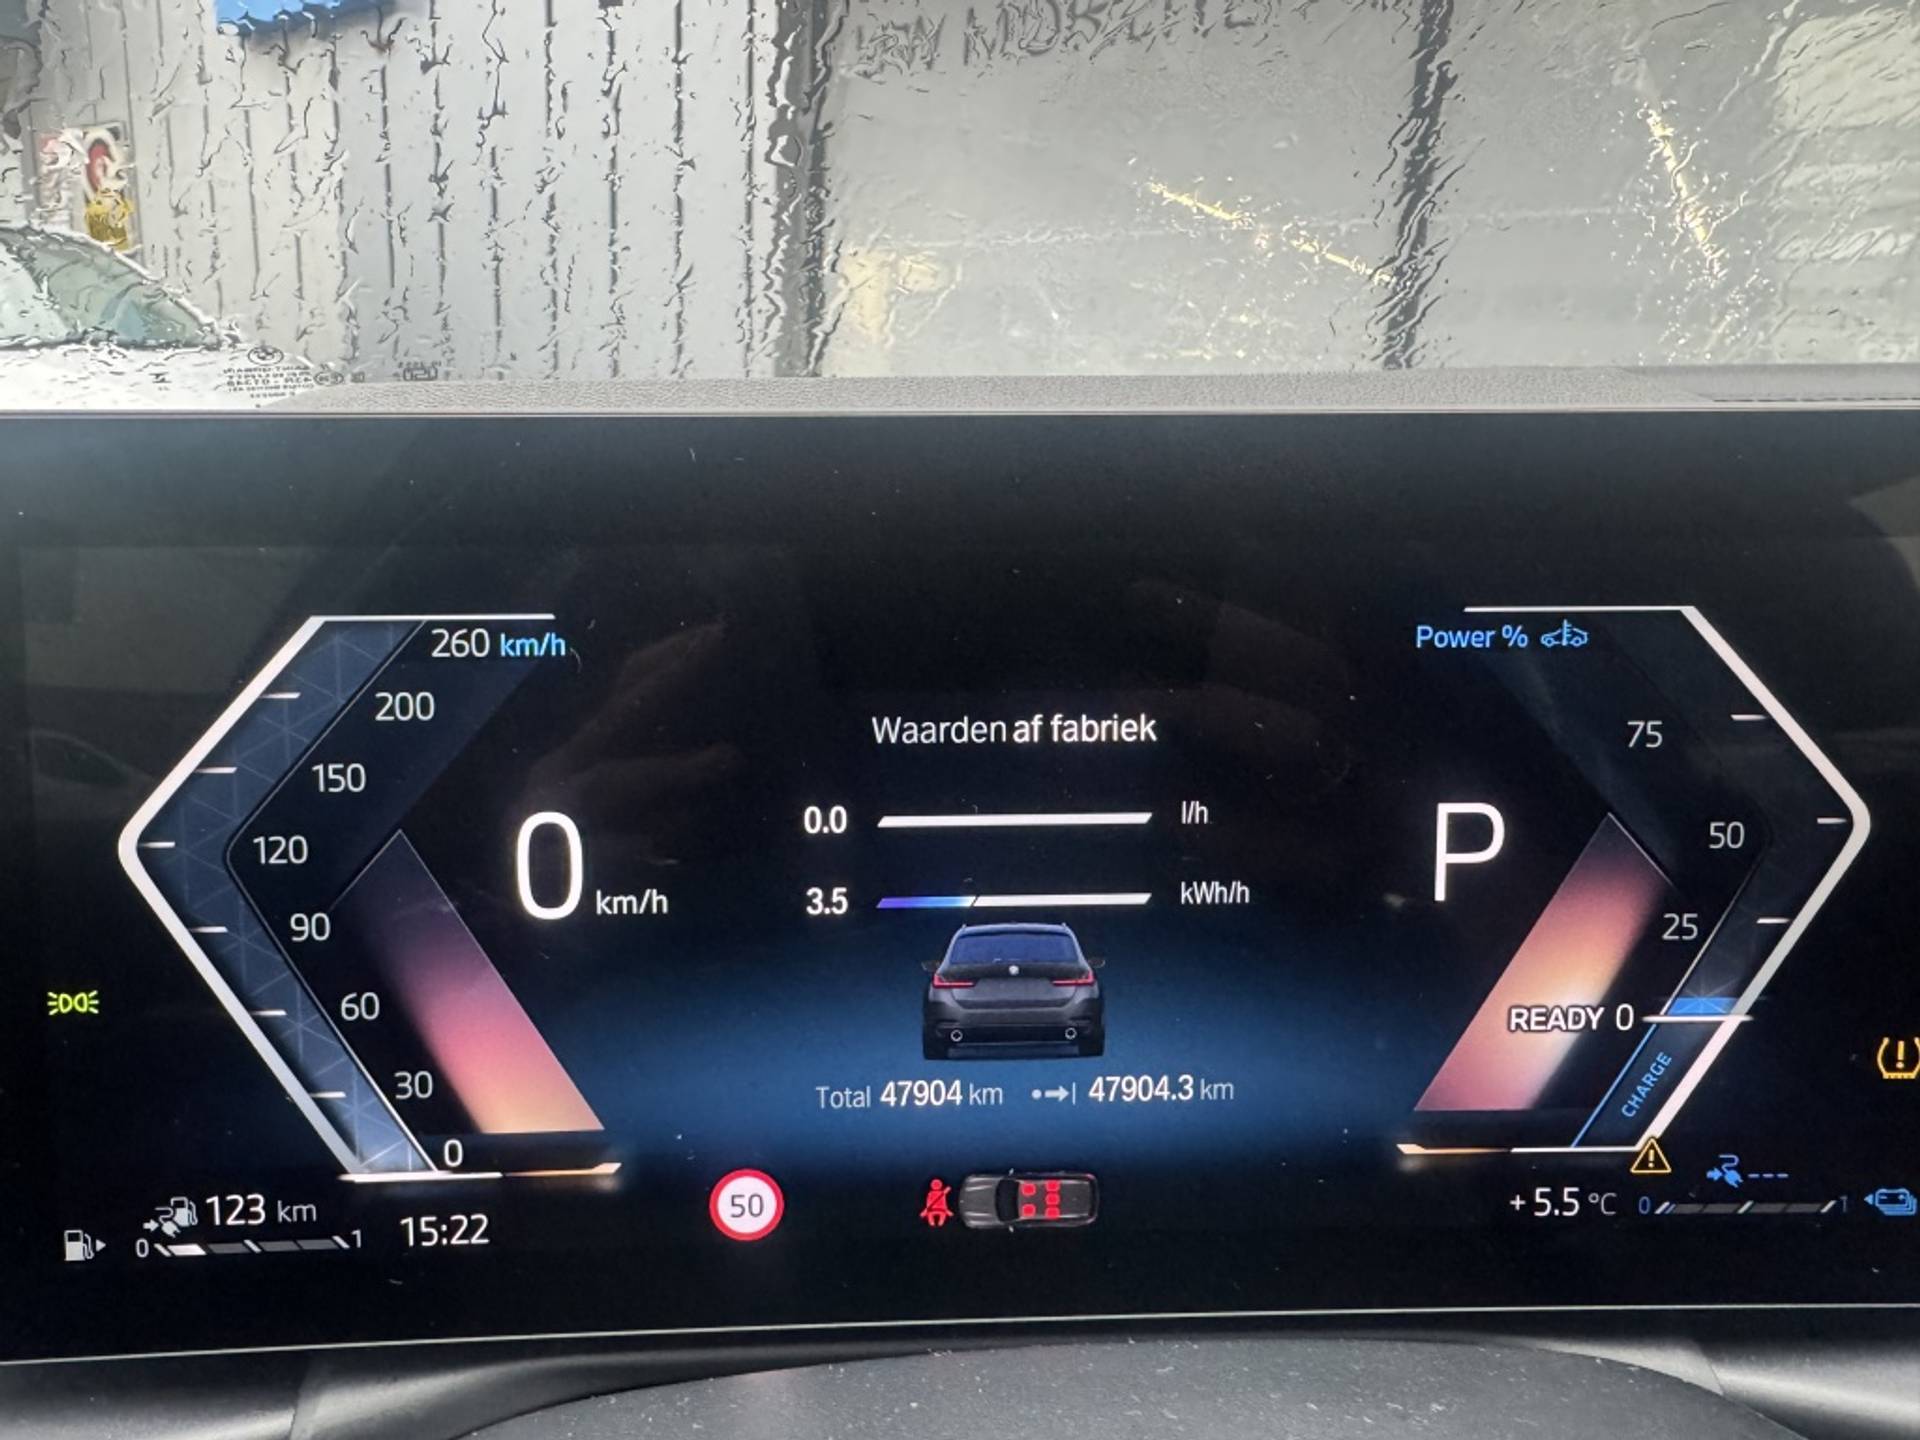 260 km/h
200
150
120
90
60
30
0
0 km/h
Waarden af fabriek
0.0 l/h
3.5 kWh/h
Total 47904 km 47904.3 km
Power %
75
50
25
P
READY 0
CHARGE
123 km
0 1
15:22
50
+5.5 °C
---
0 1